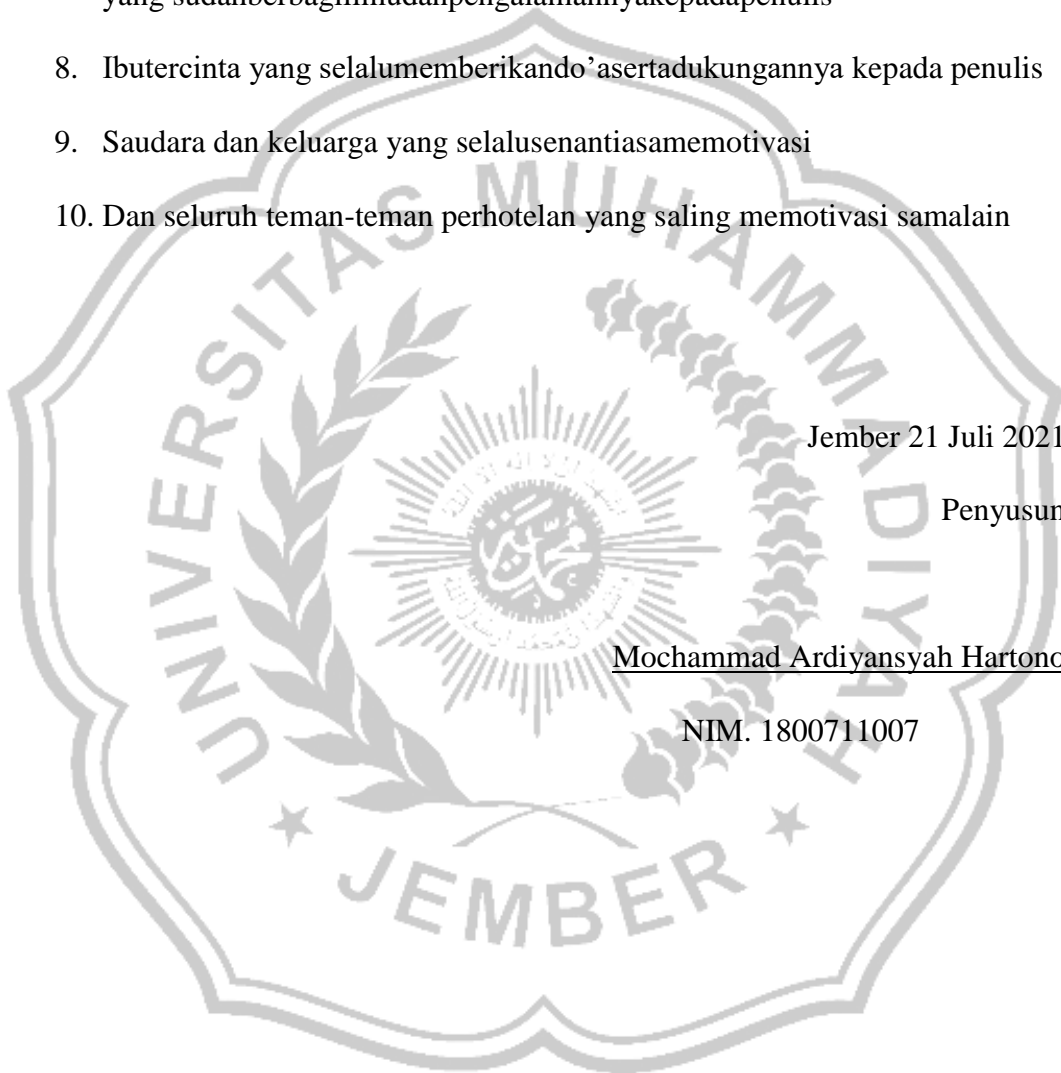 yang sudahberbagiilmudanpengalamannyakepadapenulis
8. Ibutercinta yang selalumemberikando’asertadukungannya kepada penulis
9. Saudara dan keluarga yang selalusenantiasamemotivasi
10. Dan seluruh teman-teman perhotelan yang saling memotivasi samalain
UNIVERSITAS MUHAMMADIYAH
Jember 21 Juli 2021
Penyusun
Mochammad Ardiyansyah Hartono
NIM. 1800711007
JEMBER